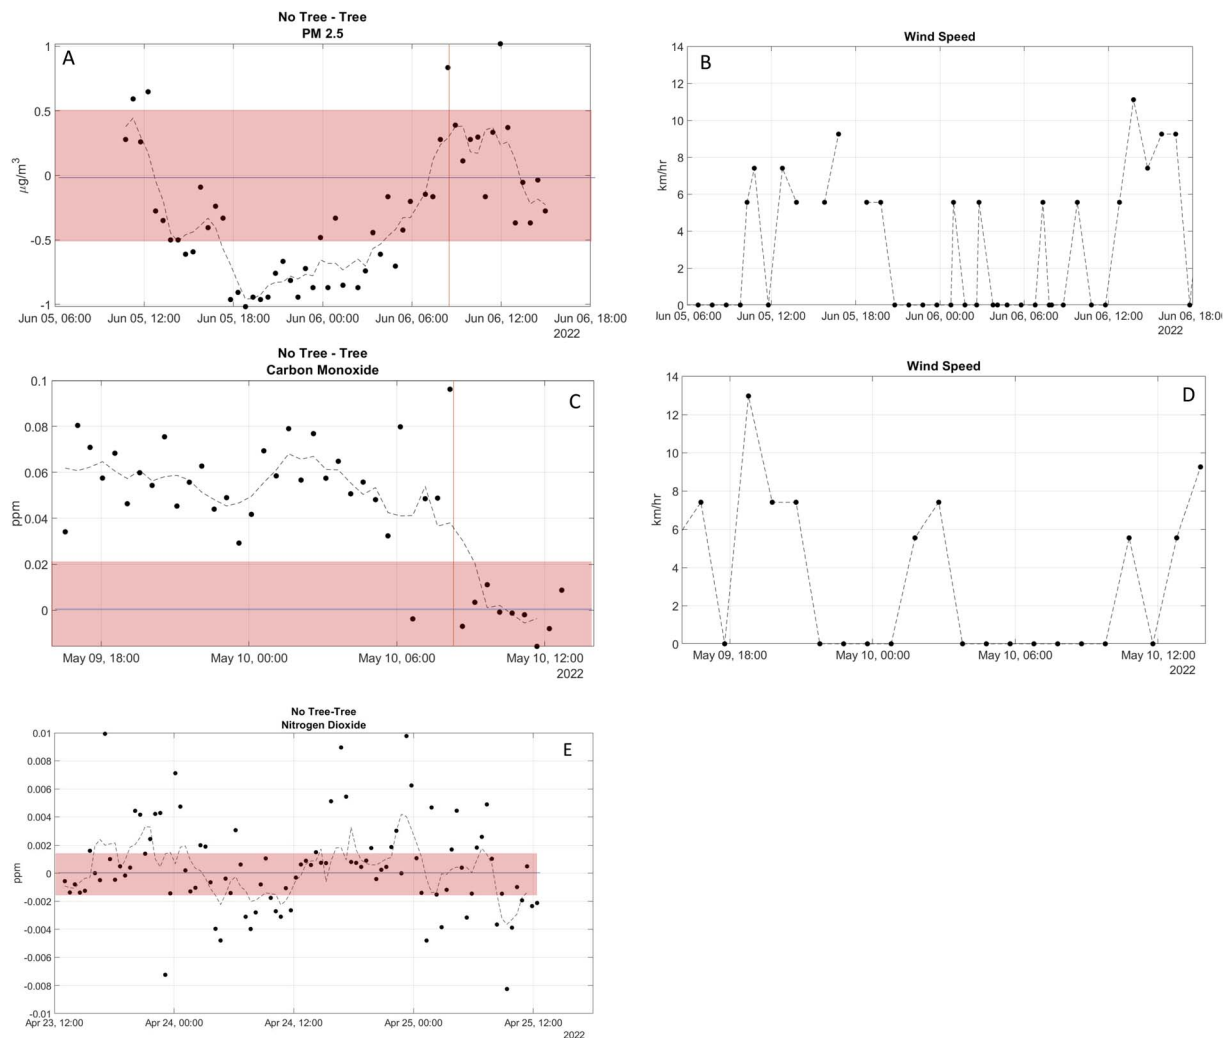 No Tree - Tree
PM 2.5
A
1
0.5
0
-0.5
-1
µg/m3
Jun 05, 06:00 Jun 05, 12:00 Jun 05, 18:00 Jun 06, 00:00 Jun 06, 06:00 Jun 06, 12:00 Jun 06, 18:00
2022
Wind Speed
B
14
12
10
8
6
4
2
0
km/hr
Jun 05, 06:00 Jun 05, 12:00 Jun 05, 18:00 Jun 06, 00:00 Jun 06, 06:00 Jun 06, 12:00 Jun 06, 18:0
2022
No Tree - Tree
Carbon Monoxide
C
0.1
0.08
0.06
0.04
0.02
0
ppm
May 09, 18:00 May 10, 00:00 May 10, 06:00 May 10, 12:00
2022
Wind Speed
D
14
12
10
8
6
4
2
0
km/hr
May 09, 18:00 May 10, 00:00 May 10, 06:00 May 10, 12:00
2022
No Tree-Tree
Nitrogen Dioxide
E
0.01
0.008
0.006
0.004
0.002
0
-0.002
-0.004
-0.006
-0.008
-0.01
ppm
Apr 23, 12:00 Apr 24, 00:00 Apr 24, 12:00 Apr 25, 00:00 Apr 25, 12:00
2022